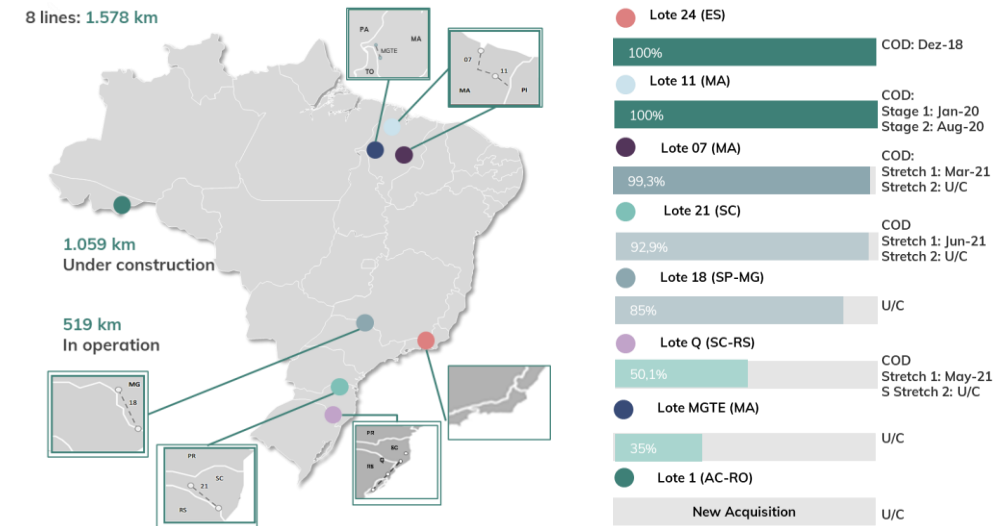 8 lines: 1.578 km
PA
MA
MGTE
TO
07
11
MA
PI
1.059 km
Under construction
519 km
In operation
MG
18
PR
SC
21
RS
PR
SC
Q
RS
Lote 24 (ES)
100%
COD: Dez-18
Lote 11 (MA)
100%
COD:
Stage 1: Jan-20
Stage 2: Aug-20
Lote 07 (MA)
99,3%
COD:
Stretch 1: Mar-21
Stretch 2: U/C
Lote 21 (SC)
92,9%
COD
Stretch 1: Jun-21
Stretch 2: U/C
Lote 18 (SP-MG)
85%
U/C
Lote Q (SC-RS)
50,1%
COD
Stretch 1: May-21
S Stretch 2: U/C
Lote MGTE (MA)
35%
U/C
Lote 1 (AC-RO)
New Acquisition
U/C